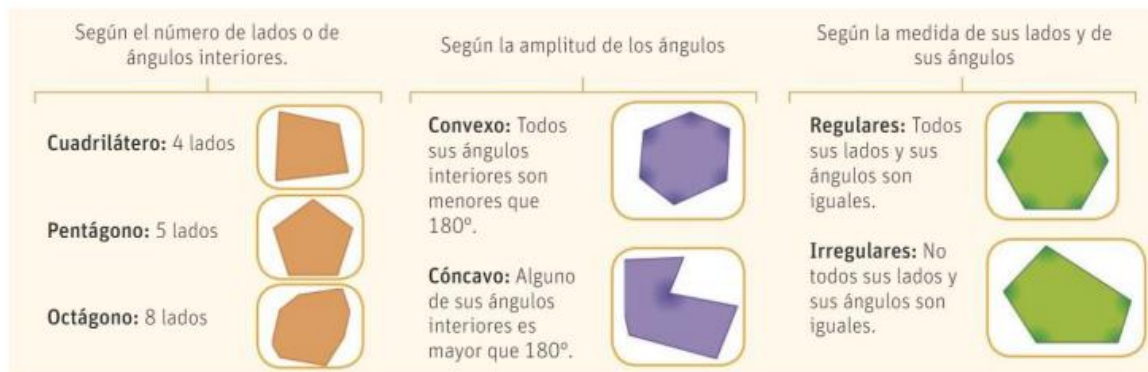 Según el número de lados o de
ángulos interiores.
Cuadrilátero: 4 lados
Pentágono: 5 lados
Octágono: 8 lados
Según la amplitud de los ángulos
Convexo: Todos
sus ángulos
interiores son
menores que
180º.
Cóncavo: Alguno
de sus ángulos
interiores es
mayor que 180º.
Según la medida de sus lados y de
sus ángulos
Regulares: Todos
sus lados y sus
ángulos son
iguales.
Irregulares: No
todos sus lados y
sus ángulos son
iguales.